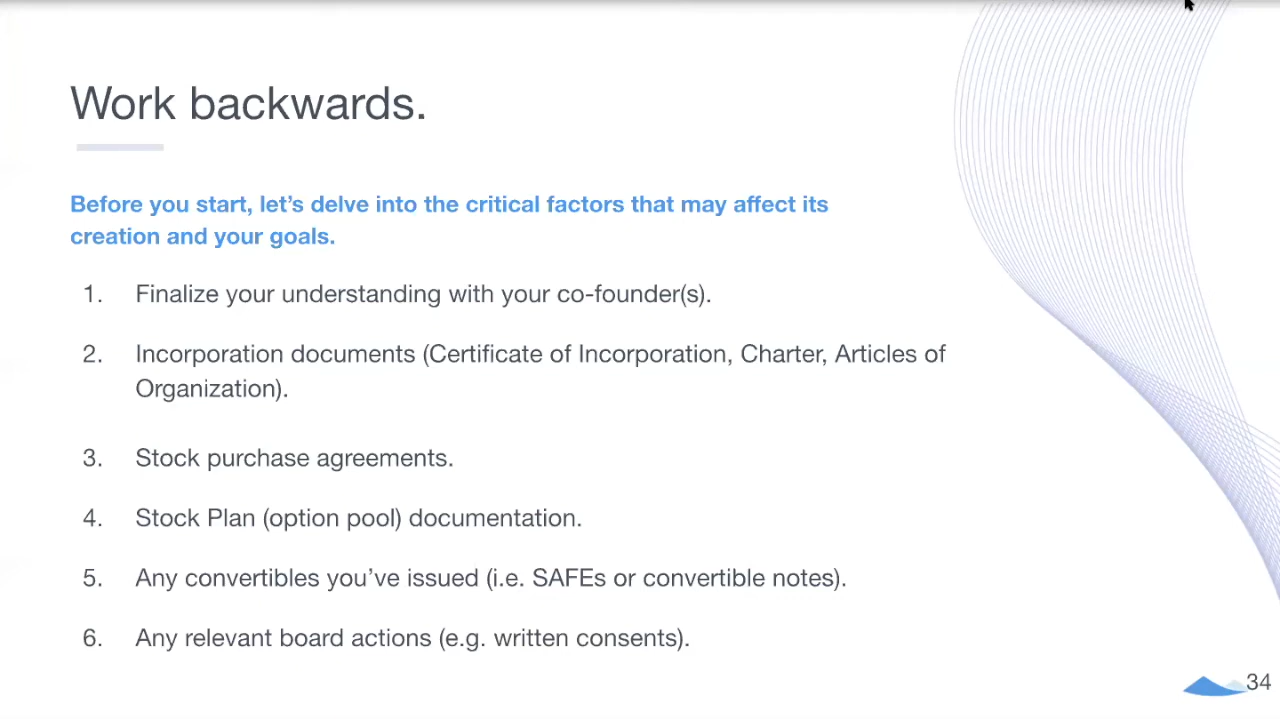 Work backwards.
Before you start, let’s delve into the critical factors that may affect its
creation and your goals.
1. Finalize your understanding with your co-founder(s).
2. Incorporation documents (Certificate of Incorporation, Charter, Articles of
Organization).
3. Stock purchase agreements.
4. Stock Plan (option pool) documentation.
5. Any convertibles you’ve issued (i.e. SAFEs or convertible notes).
6. Any relevant board actions (e.g. written consents).
34